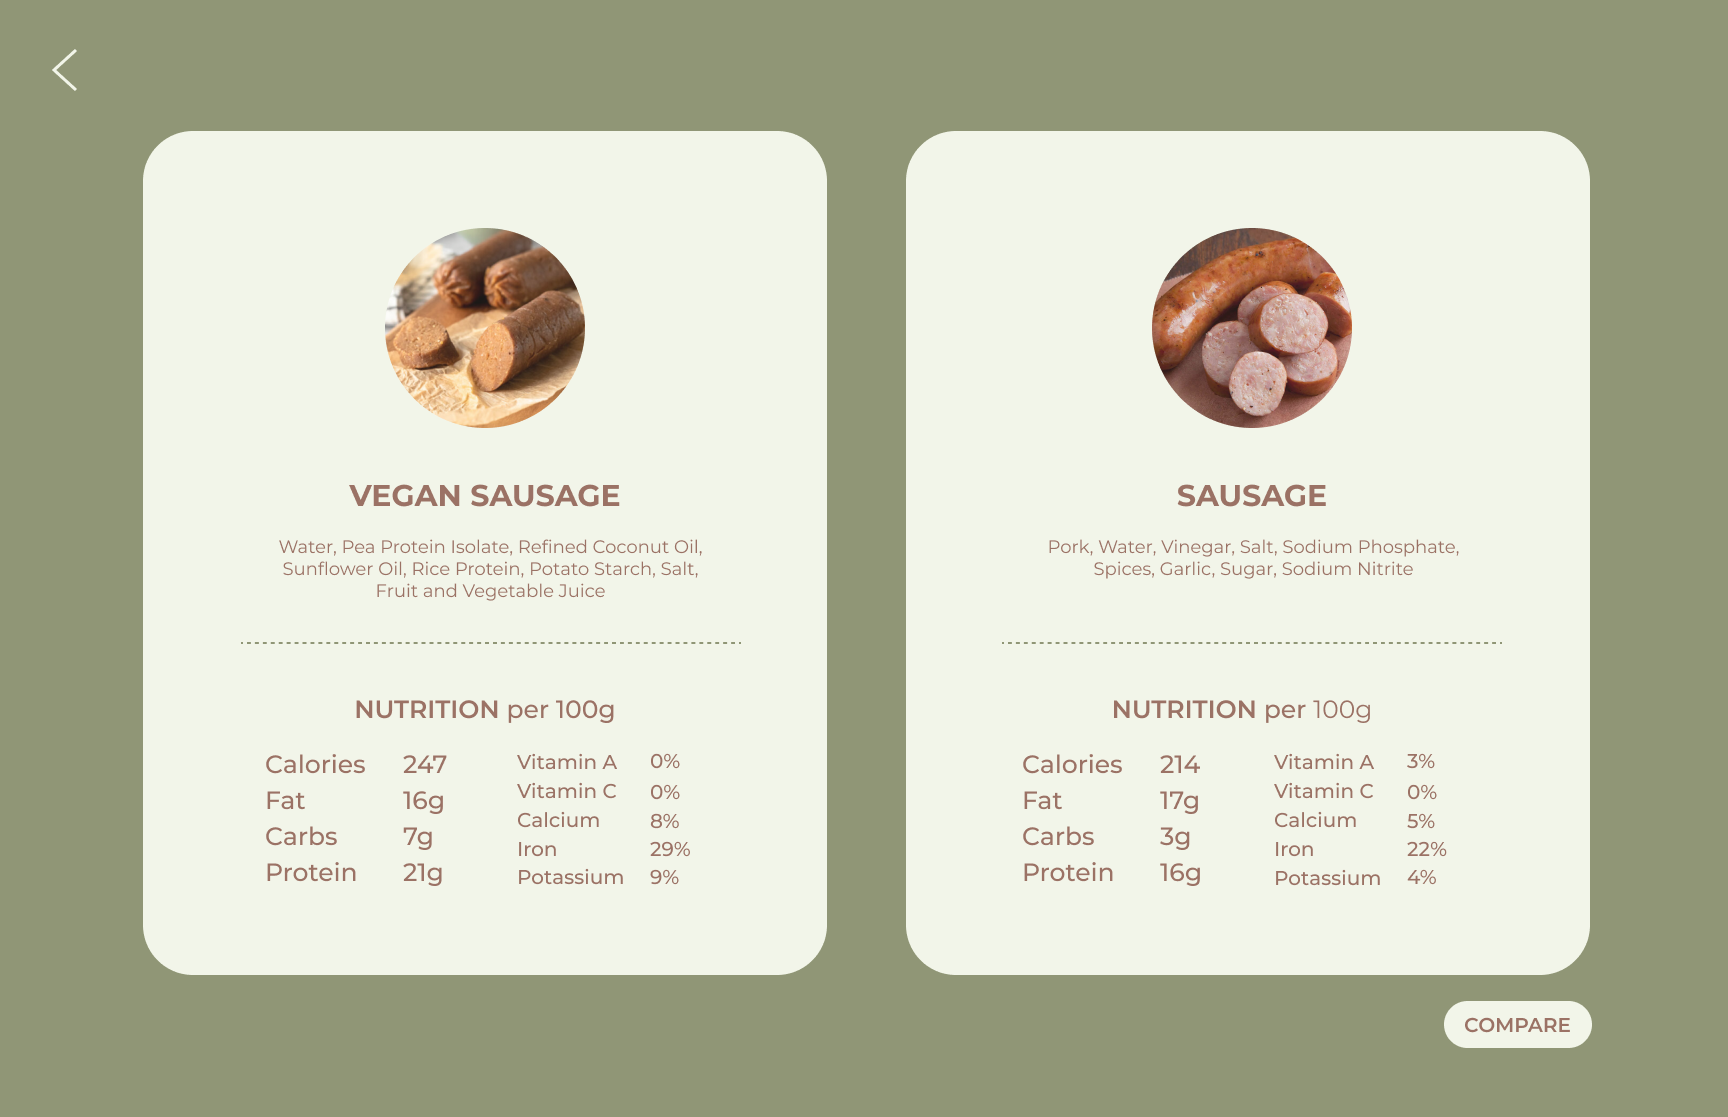 VEGAN SAUSAGE
Water, Pea Protein Isolate, Refined Coconut Oil,
Sunflower Oil, Rice Protein, Potato Starch, Salt,
Fruit and Vegetable Juice
NUTRITION per 100g
Calories 247
Fat 16g
Carbs 7g
Protein 21g
Vitamin A 0%
Vitamin C 0%
Calcium 8%
Iron 29%
Potassium 9%
SAUSAGE
Pork, Water, Vinegar, Salt, Sodium Phosphate,
Spices, Garlic, Sugar, Sodium Nitrite
NUTRITION per 100g
Calories 214
Fat 17g
Carbs 3g
Protein 16g
Vitamin A 3%
Vitamin C 0%
Calcium 5%
Iron 22%
Potassium 4%
COMPARE